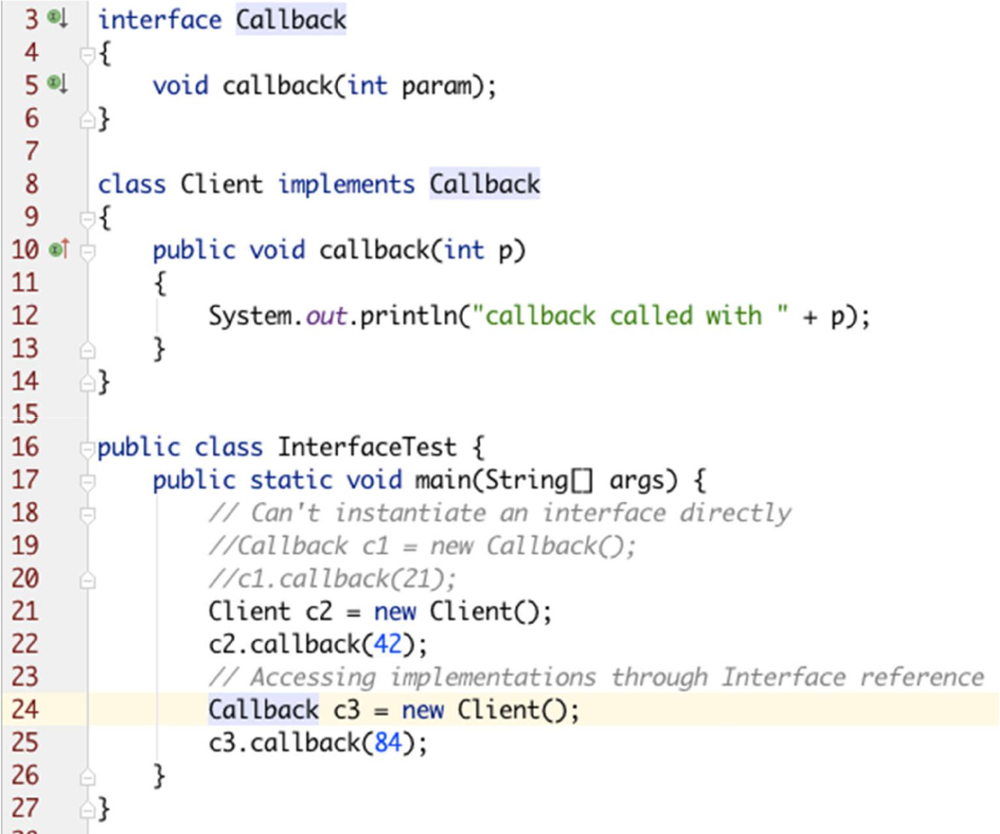 3 interface Callback
4 {
5     void callback(int param);
6 }
7
8 class Client implements Callback
9 {
10     public void callback(int p)
11     {
12         System.out.println("callback called with " + p);
13     }
14 }
15
16 public class InterfaceTest {
17     public static void main(String[] args) {
18         // Can't instantiate an interface directly
19         //Callback c1 = new Callback();
20         //c1.callback(21);
21         Client c2 = new Client();
22         c2.callback(42);
23         // Accessing implementations through Interface reference
24         Callback c3 = new Client();
25         c3.callback(84);
26     }
27 }